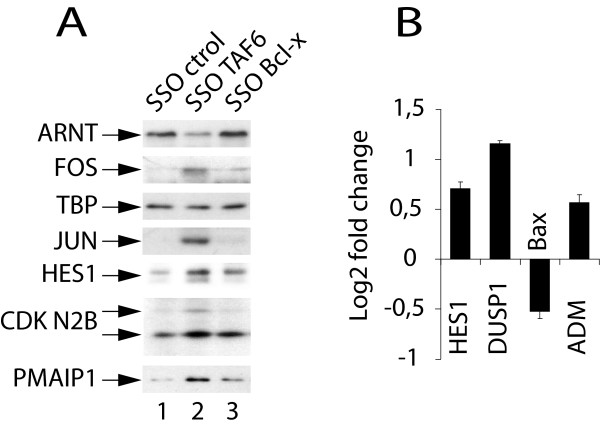 A
SSO ctrol
SSO TAF6
SSO Bcl-x
ARNT
FOS
TBP
JUN
HES1
CDK N2B
PMAIP1
1 2 3
B
Log2 fold change
1,5
1
0,5
0
-0,5
-1
HES1
DUSP1
Bax
ADM